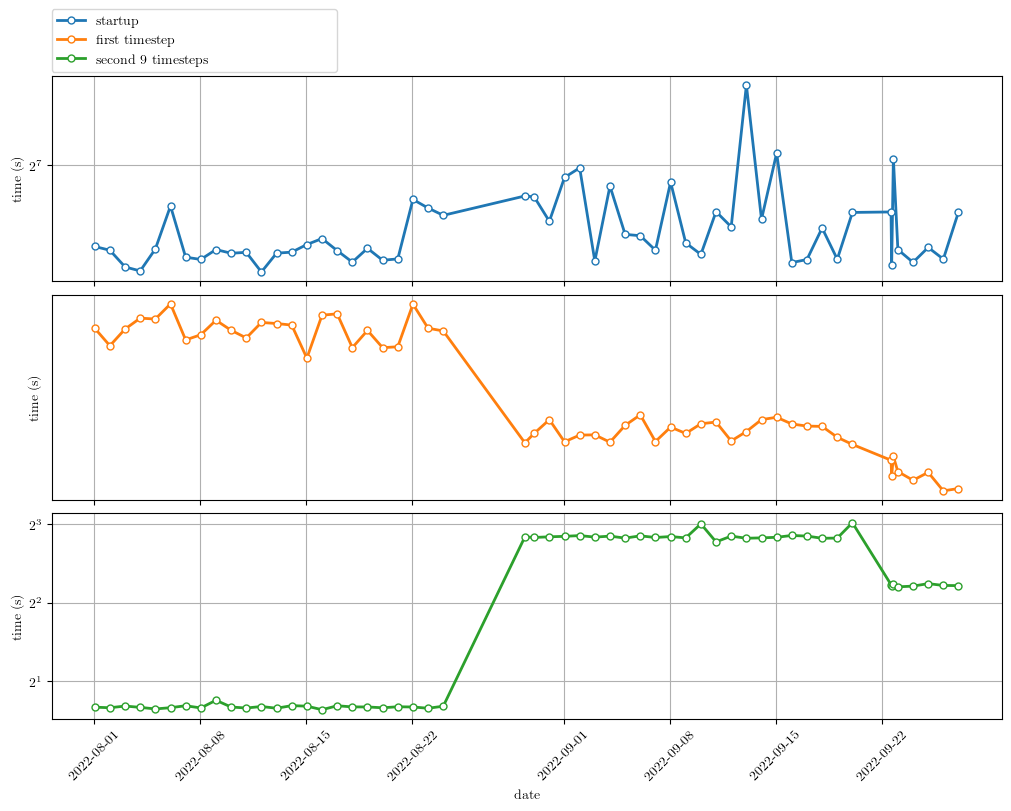 startup
first timestep
second 9 timesteps
time (s)
2^7
time (s)
time (s)
2^3
2^2
2^1
2022-08-01
2022-08-08
2022-08-15
2022-08-22
2022-09-01
2022-09-08
2022-09-15
2022-09-22
date